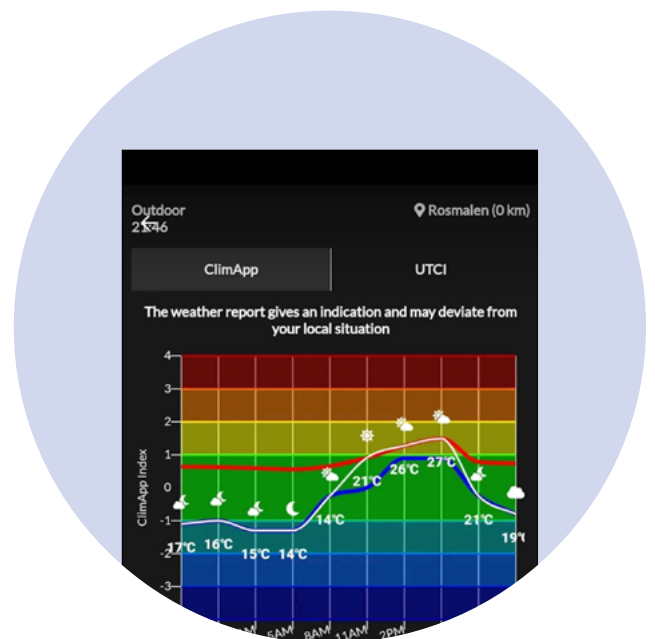 Outdoor
Rosmalen (0 km)
ClimApp
UTCI
The weather report gives an indication and may deviate from
your local situation
4
3
2
1
0
-1
-2
-3
ClimApp Index
17°C
16°C
15°C
14°C
14°C
21°C
26°C
27°C
21°C
5AM
8AM
11AM
2PM